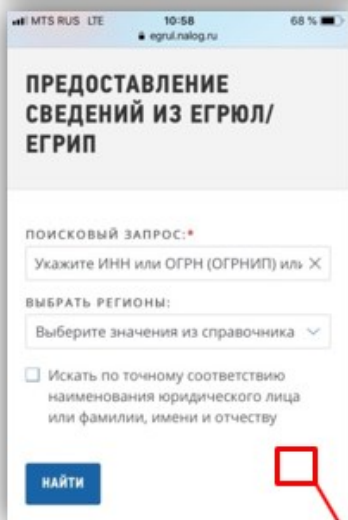 MTS RUS LTE 10:58 68 %
egrul.nalog.ru
ПРЕДОСТАВЛЕНИЕ
СВЕДЕНИЙ ИЗ ЕГРЮЛ/
ЕГРИП
ПОИСКОВЫЙ ЗАПРОС:*
Укажите ИНН или ОГРН (ОГРНИП) или
ВЫБРАТЬ РЕГИОНЫ:
Выберите значения из справочника
Искать по точному соответствию
наименования юридического лица
или фамилии, имени и отчеству
НАЙТИ